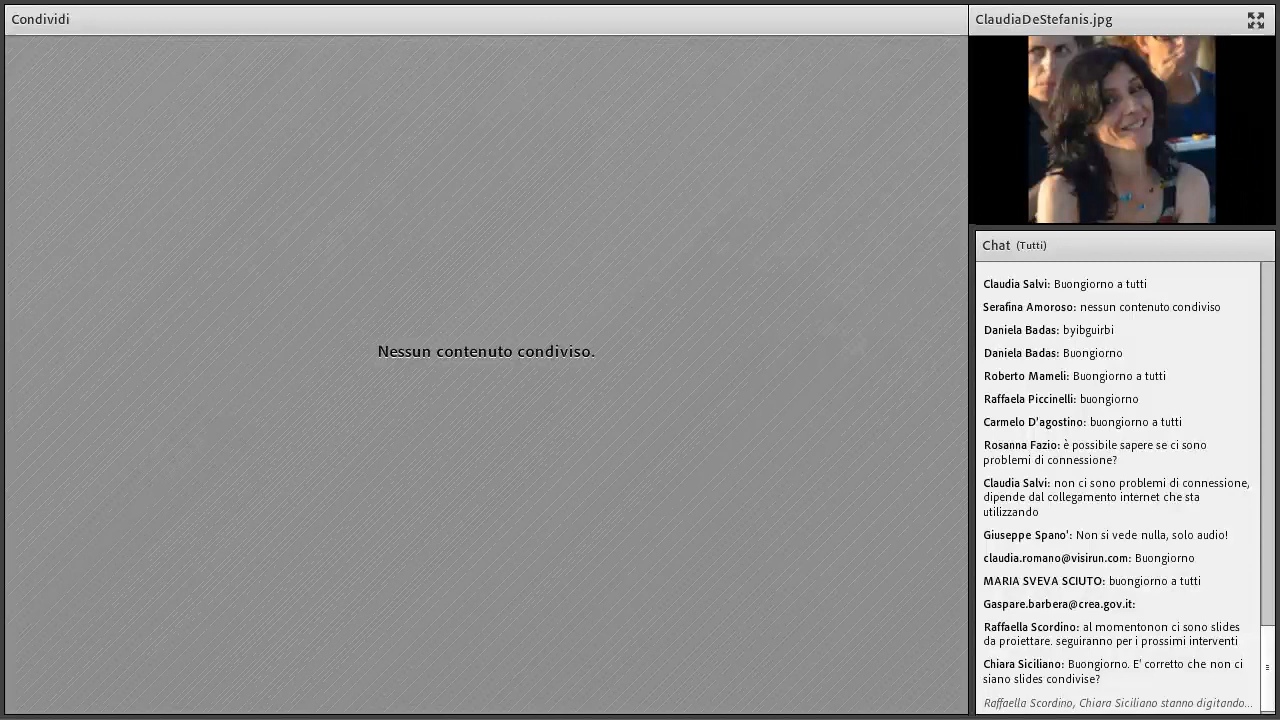 Condividi
ClaudiaDeStefanis.jpg
Nessun contenuto condiviso.
Chat (Tutti)
Claudia Salvi: Buongiorno a tutti
Serafina Amoroso: nessun contenuto condiviso
Daniela Badas: byibguirbi
Daniela Badas: Buongiorno
Roberto Mameli: Buongiorno a tutti
Raffaela Piccinelli: buongiorno
Carmelo D'agostino: buongiorno a tutti
Rosanna Fazio: è possibile sapere se ci sono
problemi di connessione?
Claudia Salvi: non ci sono problemi di connessione,
dipende dal collegamento internet che sta
utilizzando
Giuseppe Spano': Non si vede nulla, solo audio!
claudia.romano@visirun.com: Buongiorno
MARIA SVEVA SCIUTO: buongiorno a tutti
Gaspare.barbera@crea.gov.it:
Raffaella Scordino: al momentonon ci sono slides
da proiettare. seguiranno per i prossimi interventi
Chiara Siciliano: Buongiorno. E' corretto che non ci
siano slides condivise?
Raffaella Scordino, Chiara Siciliano stanno digitando...